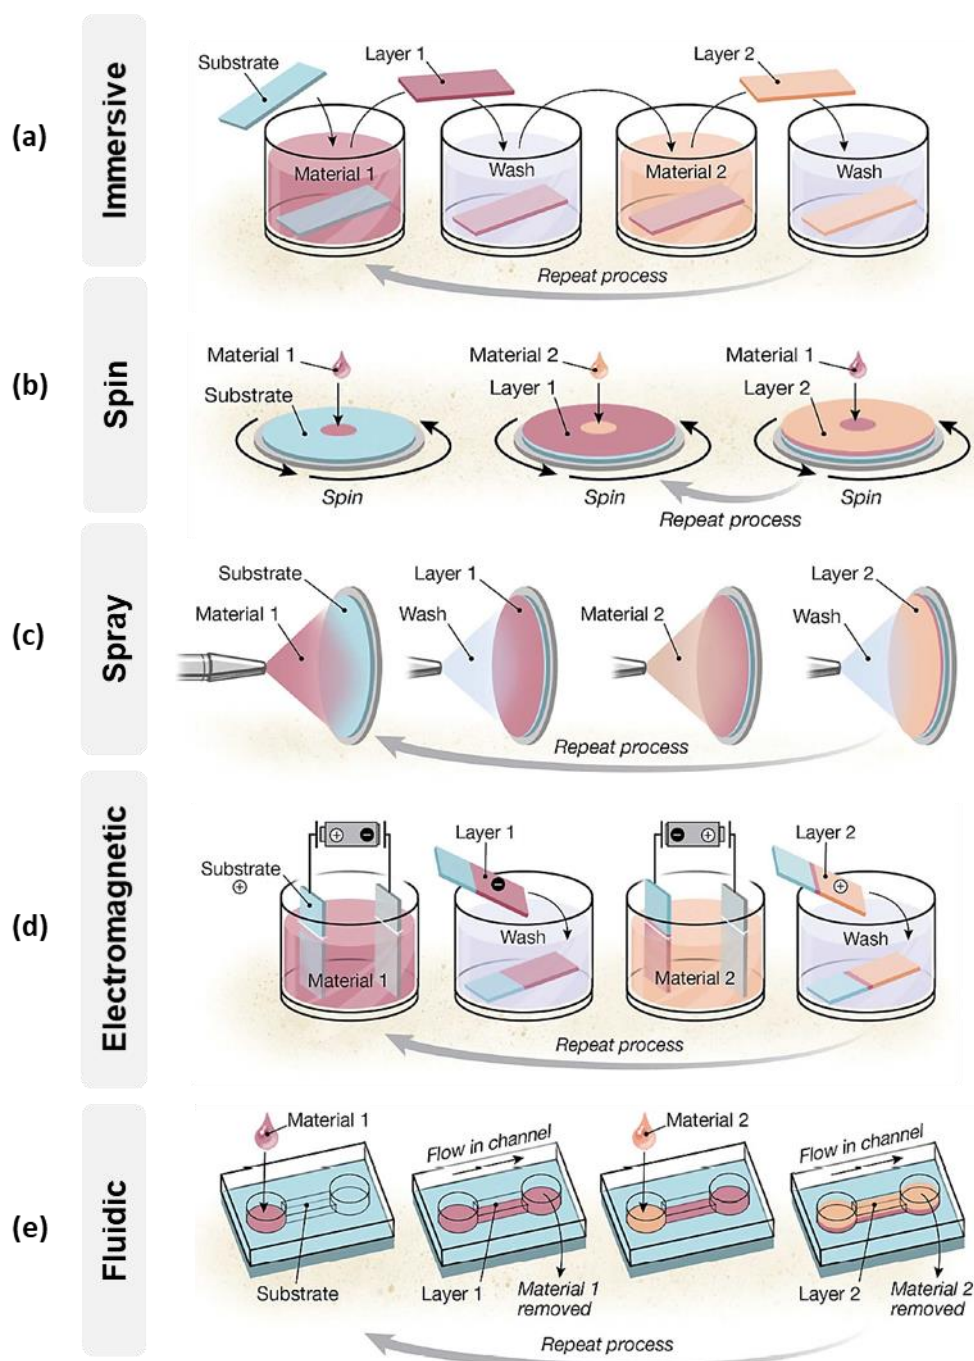 (a)
Immersive
Substrate
Layer 1
Layer 2
Material 1
Wash
Material 2
Wash
Repeat process
(b)
Spin
Material 1
Substrate
Material 2
Layer 1
Material 1
Layer 2
Spin
Spin
Spin
Repeat process
(c)
Spray
Substrate
Material 1
Layer 1
Wash
Material 2
Layer 2
Wash
Repeat process
(d)
Electromagnetic
Substrate
⊕
+
-
Layer 1
-
-
+
Layer 2
+
Material 1
Wash
Material 2
Wash
Repeat process
(e)
Fluidic
Material 1
Flow in channel
Material 2
Flow in channel
Substrate
Layer 1
Material 1
removed
Layer 2
Material 2
removed
Repeat process